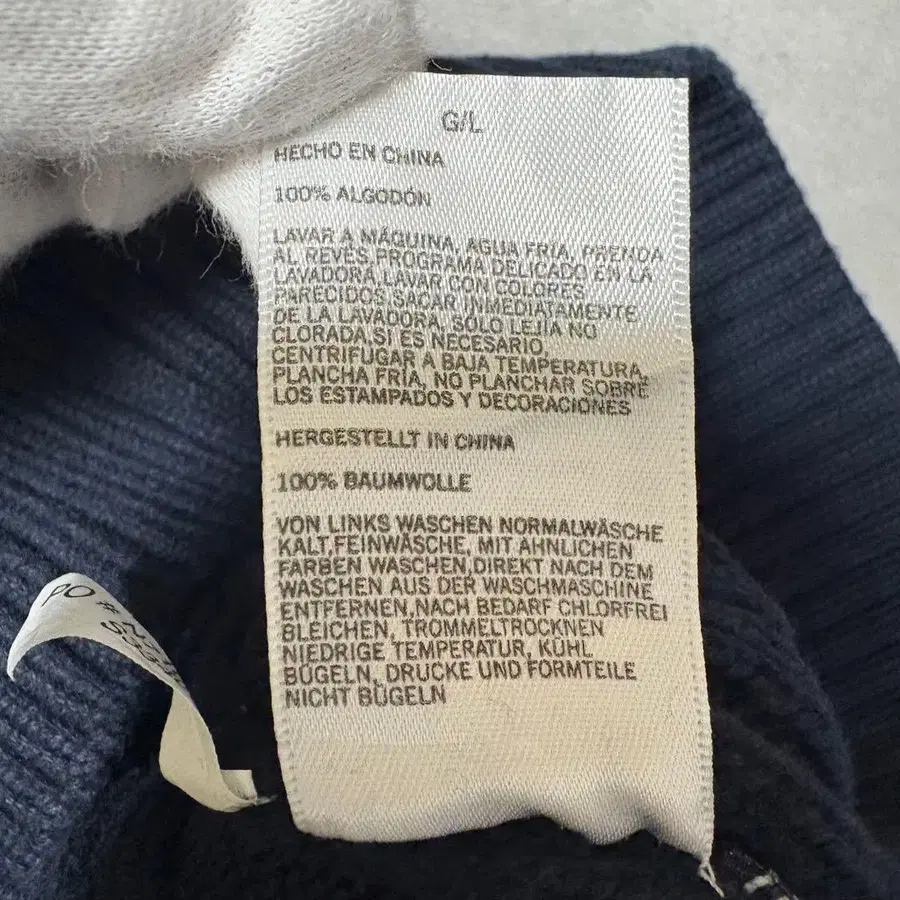 G/L
HECHO EN CHINA
100% ALGODÓN
LAVAR A MÁQUINA, AGUA FRIA, PRENDA
AL REVES,PROGRAMA DELICADO EN LA
LAVADORA,LAVAR CON COLORES
PARECIDOS,SACAR INMEDIATAMENTE
DE LA LAVADORA, SÓLO LEJÍA NO
CLORADA,SI ES NECESARIO,
CENTRIFUGAR A BAJA TEMPERATURA,
PLANCHA FRÍA, NO PLANCHAR SOBRE
LOS ESTAMPADOS Y DECORACIONES
HERGESTELLT IN CHINA
100% BAUMWOLLE
VON LINKS WASCHEN NORMALWÄSCHE
KALT,FEINWÄSCHE, MIT ÄHNLICHEN
FARBEN WASCHEN,DIREKT NACH DEM
WASCHEN AUS DER WASCHMASCHINE
ENTFERNEN,NACH BEDARF CHLORFREI
BLEICHEN, TROMMELTROCKNEN
NIEDRIGE TEMPERATUR, KÜHL
BÜGELN, DRUCKE UND FORMTEILE
NICHT BÜGELN
PO #